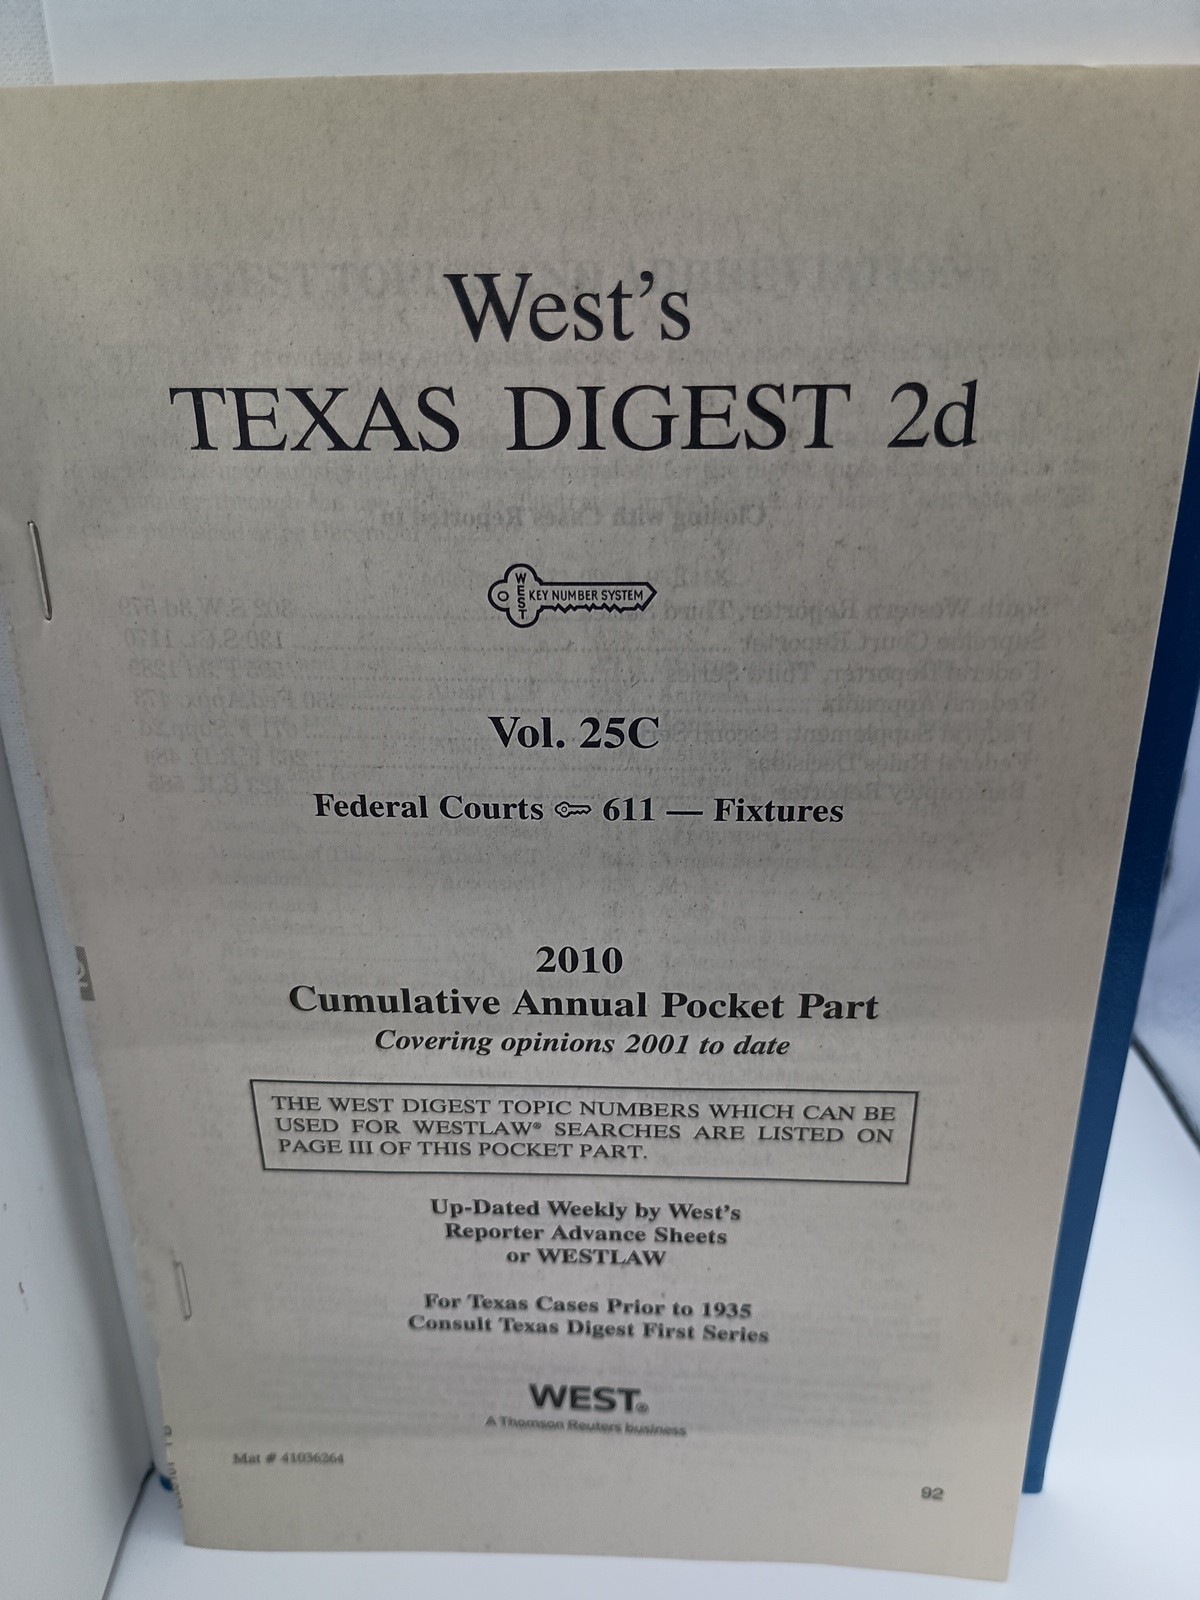 West's
TEXAS DIGEST 2d
WEST
KEY NUMBER SYSTEM
Vol. 25C
Federal Courts 611 — Fixtures
2010
Cumulative Annual Pocket Part
Covering opinions 2001 to date
THE WEST DIGEST TOPIC NUMBERS WHICH CAN BE
USED FOR WESTLAW® SEARCHES ARE LISTED ON
PAGE III OF THIS POCKET PART.
Up-Dated Weekly by West's
Reporter Advance Sheets
or WESTLAW
For Texas Cases Prior to 1935
Consult Texas Digest First Series
WEST®
A Thomson Reuters business
Mat # 41036264
92